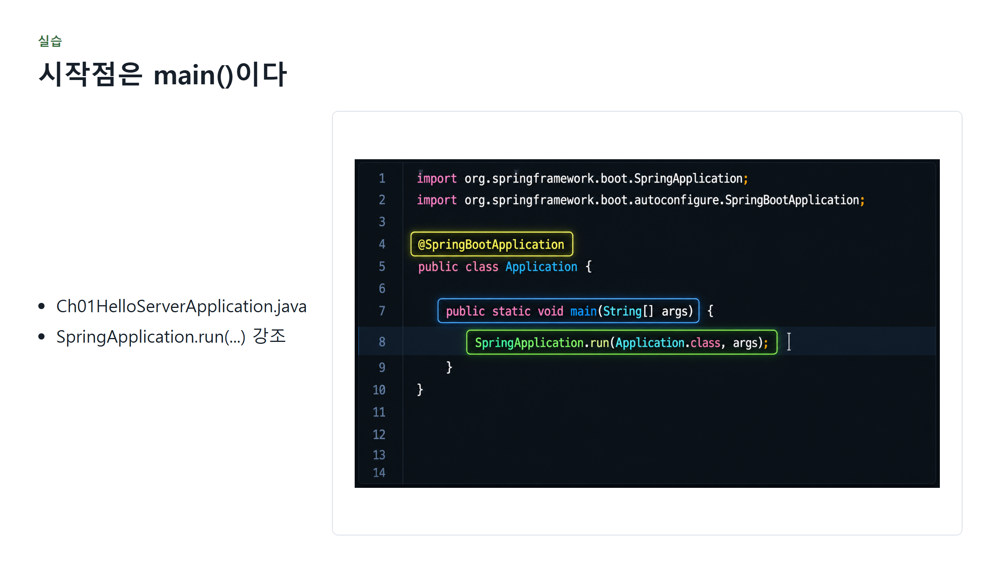 실습
시작점은 main()이다
• Ch01HelloServerApplication.java
• SpringApplication.run(...) 강조
1 import org.springframework.boot.SpringApplication;
2 import org.springframework.boot.autoconfigure.SpringBootApplication;
3
4 @SpringBootApplication
5 public class Application {
6
7 public static void main(String[] args) {
8 SpringApplication.run(Application.class, args);
9 }
10 }
11
12
13
14